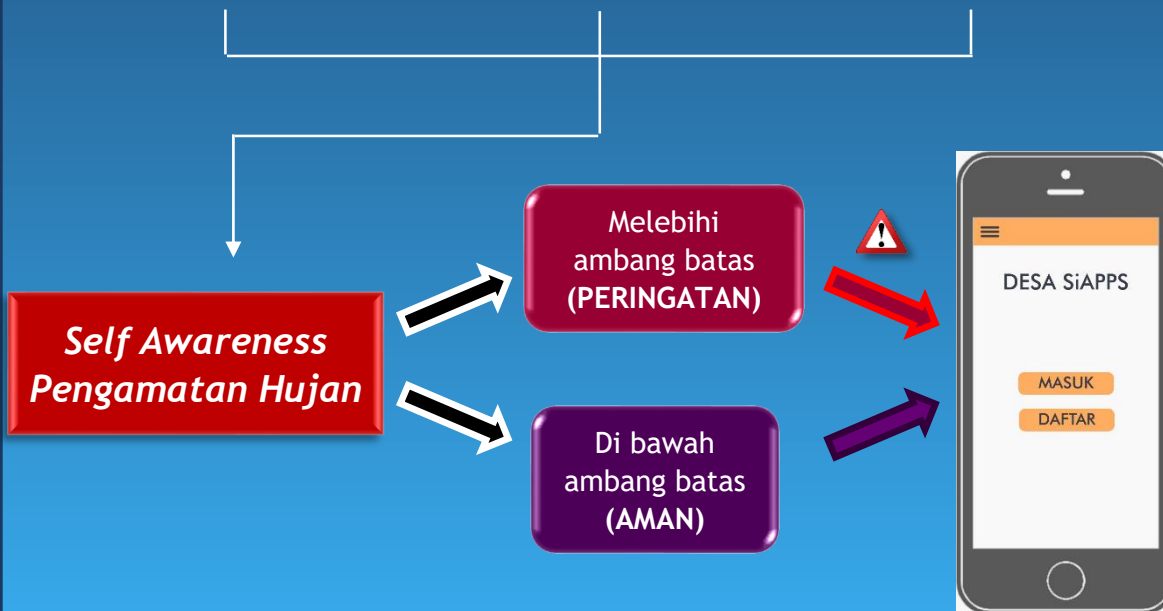 Self Awareness
Pengamatan Hujan
Melebihi
ambang batas
(PERINGATAN)
Di bawah
ambang batas
(AMAN)
DESA SiAPPS
MASUK
DAFTAR